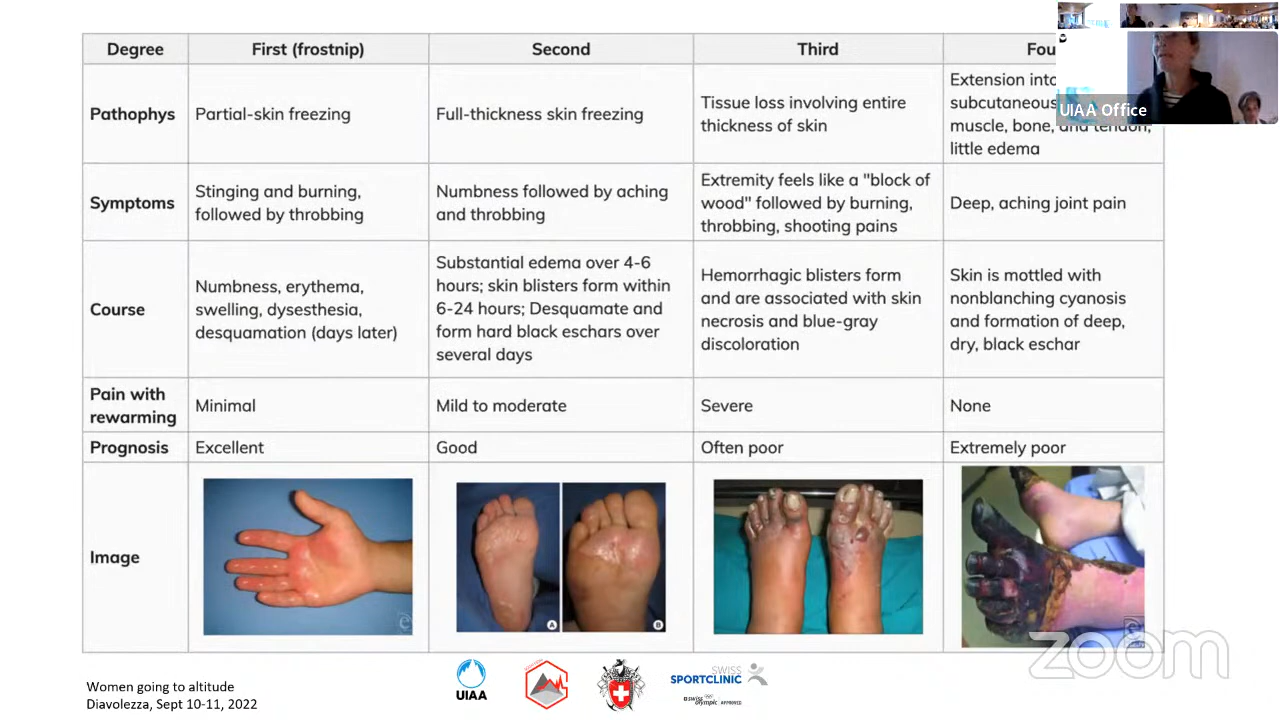 Degree
First (frostnip)
Second
Third
Pathophys
Partial-skin freezing
Full-thickness skin freezing
Tissue loss involving entire
thickness of skin
Extension into
subcutaneous
muscle, bone, and tendon;
little edema
Symptoms
Stinging and burning,
followed by throbbing
Numbness followed by aching
and throbbing
Extremity feels like a "block of
wood" followed by burning,
throbbing, shooting pains
Deep, aching joint pain
Course
Numbness, erythema,
swelling, dysesthesia,
desquamation (days later)
Substantial edema over 4-6
hours; skin blisters form within
6-24 hours; Desquamate and
form hard black eschars over
several days
Hemorrhagic blisters form
and are associated with skin
necrosis and blue-gray
discoloration
Skin is mottled with
nonblanching cyanosis
and formation of deep,
dry, black eschar
Pain with
rewarming
Minimal
Mild to moderate
Severe
None
Prognosis
Excellent
Good
Often poor
Extremely poor
Image
A
B
UIAA Office
zoom
Women going to altitude
Diavolezza, Sept 10-11, 2022
UIAA
SWISS
SPORTCLINIC
swiss
olympic
APPROVED